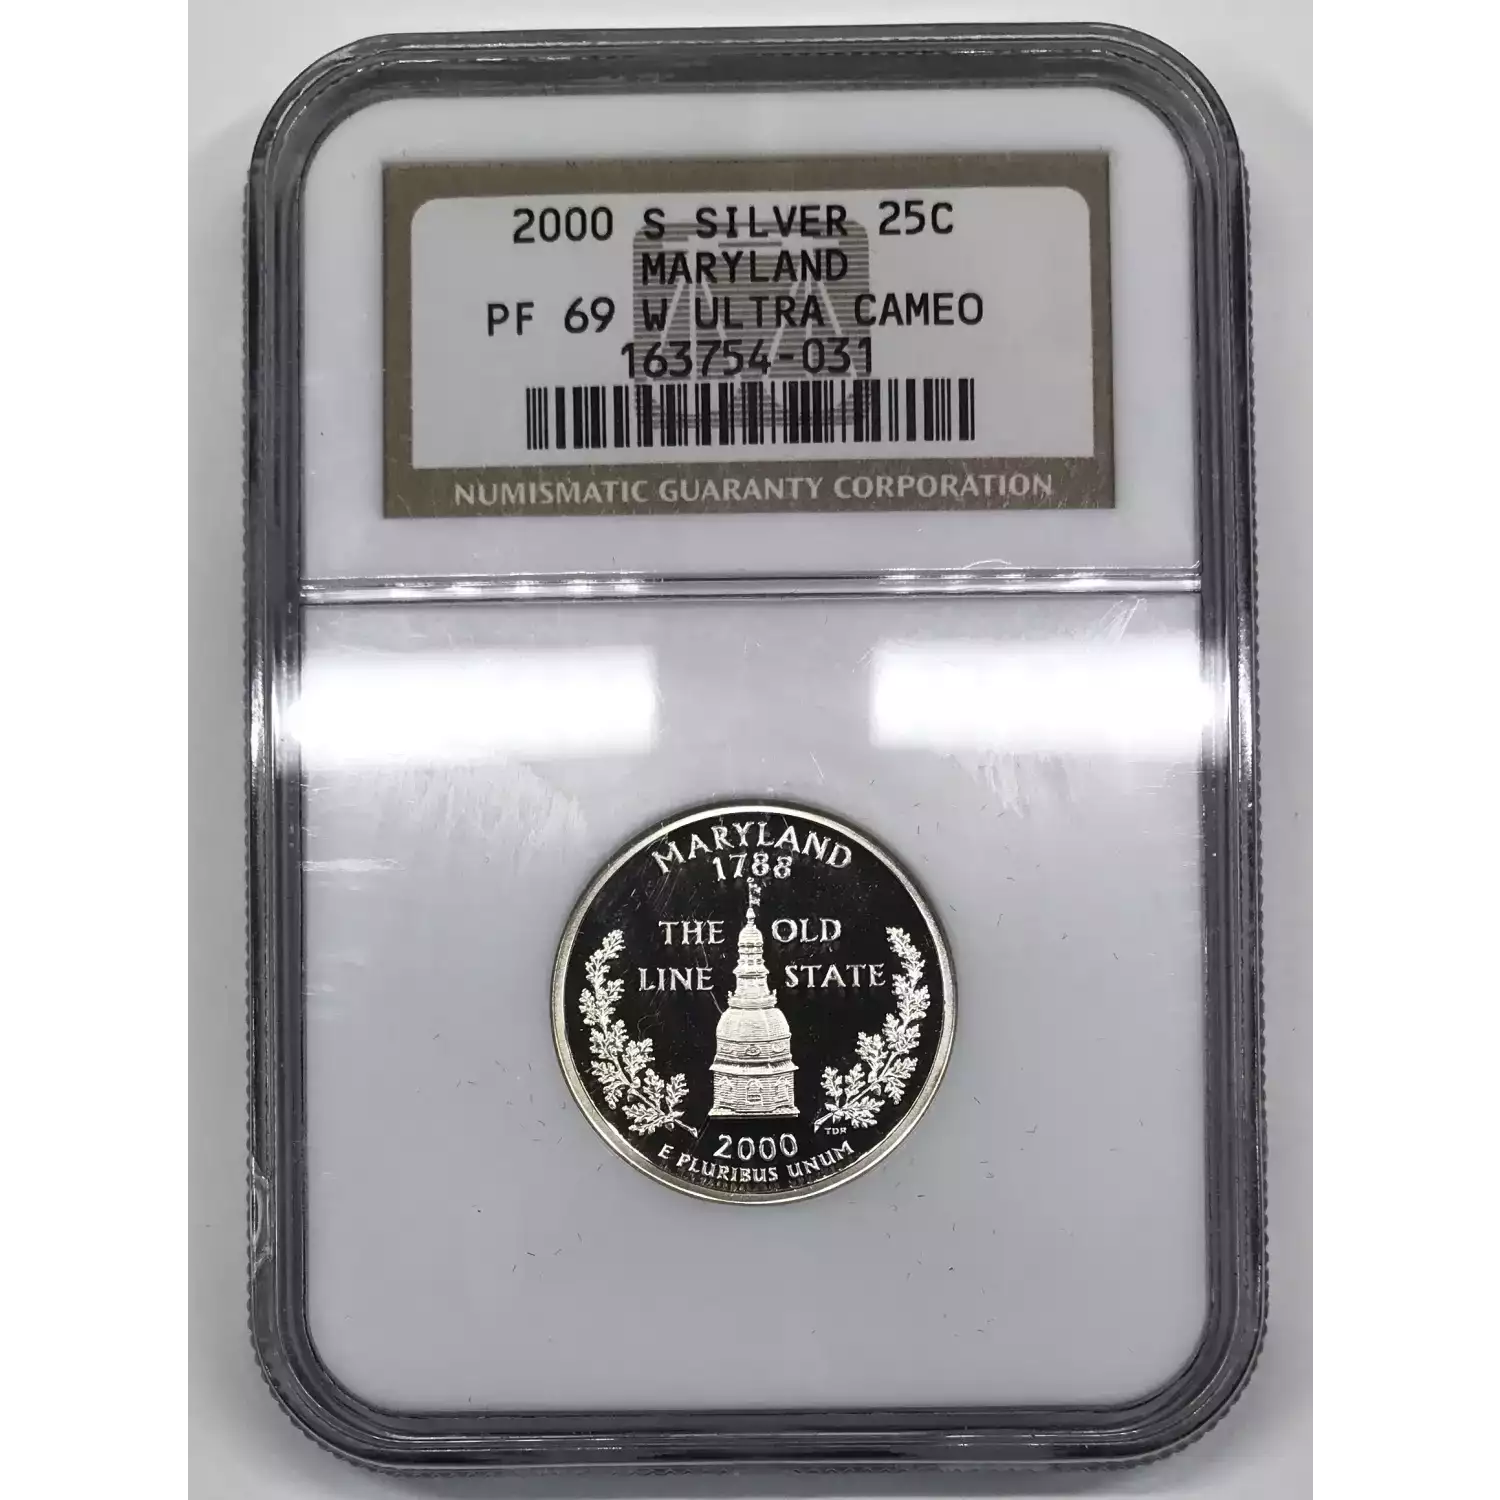 2000 S SILVER 25C
MARYLAND
PF 69 W ULTRA CAMEO
163754-031
NUMISMATIC GUARANTY CORPORATION
MARYLAND
1788
THE OLD
LINE STATE
TDR
2000
E PLURIBUS UNUM